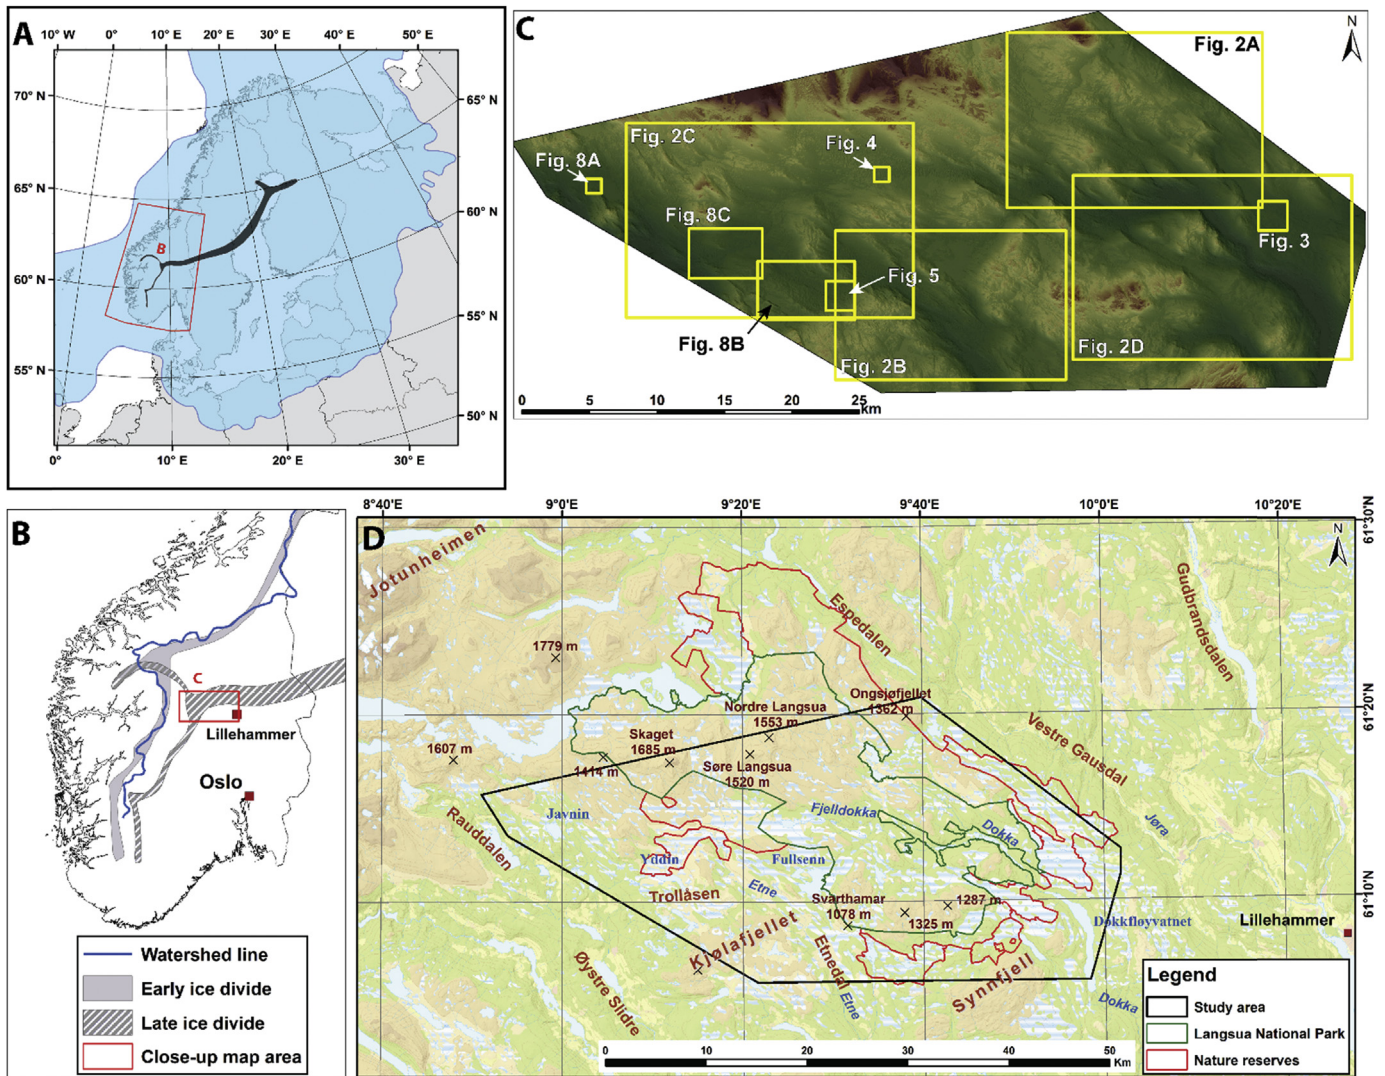 A
10° W
0°
10° E
20° E
30° E
40° E
50° E
70° N
65° N
60° N
55° N
65° N
60° N
55° N
50° N
B
0°
10° E
20° E
30° E
C
N
Fig. 2A
Fig. 2C
Fig. 4
Fig. 8A
Fig. 8C
Fig. 3
Fig. 5
Fig. 8B
Fig. 2B
Fig. 2D
0
5
10
15
20
25
km
B
C
Lillehammer
Oslo
Watershed line
Early ice divide
Late ice divide
Close-up map area
8°40'E
9°0'E
9°20'E
9°40'E
10°0'E
10°20'E
61°30'N
61°20'N
61°10'N
D
N
Jotunheimen
Espedalen
Gudbrandsdalen
1779 m
Ongsjøfjellet
1362 m
Nordre Langsua
1553 m
Vestre Gausdal
Skaget
1685 m
1607 m
1414 m
Søre Langsua
1520 m
Rauddalen
Javnin
Fjelldokka
Dokka
Jøra
Yddin
Fullsenn
Trollåsen
Etne
Svarthamar
1078 m
1287 m
1325 m
Dokkfløyvatnet
Lillehammer
Kjølafjellet
Etnedal
Etne
Synnfjell
Øystre Slidre
Dokka
Legend
Study area
Langsua National Park
Nature reserves
0
10
20
30
40
50
Km